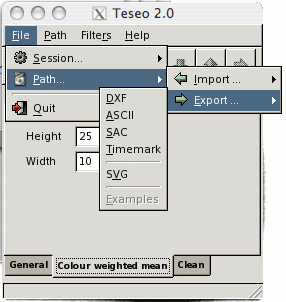 Teseo 2.0
File Path Filters Help
Session...
Path...
Quit
Import ...
Export ...
DXF
ASCII
SAC
Timemark
SVG
Examples
Height 25
Width 10
General Colour weighted mean Clean